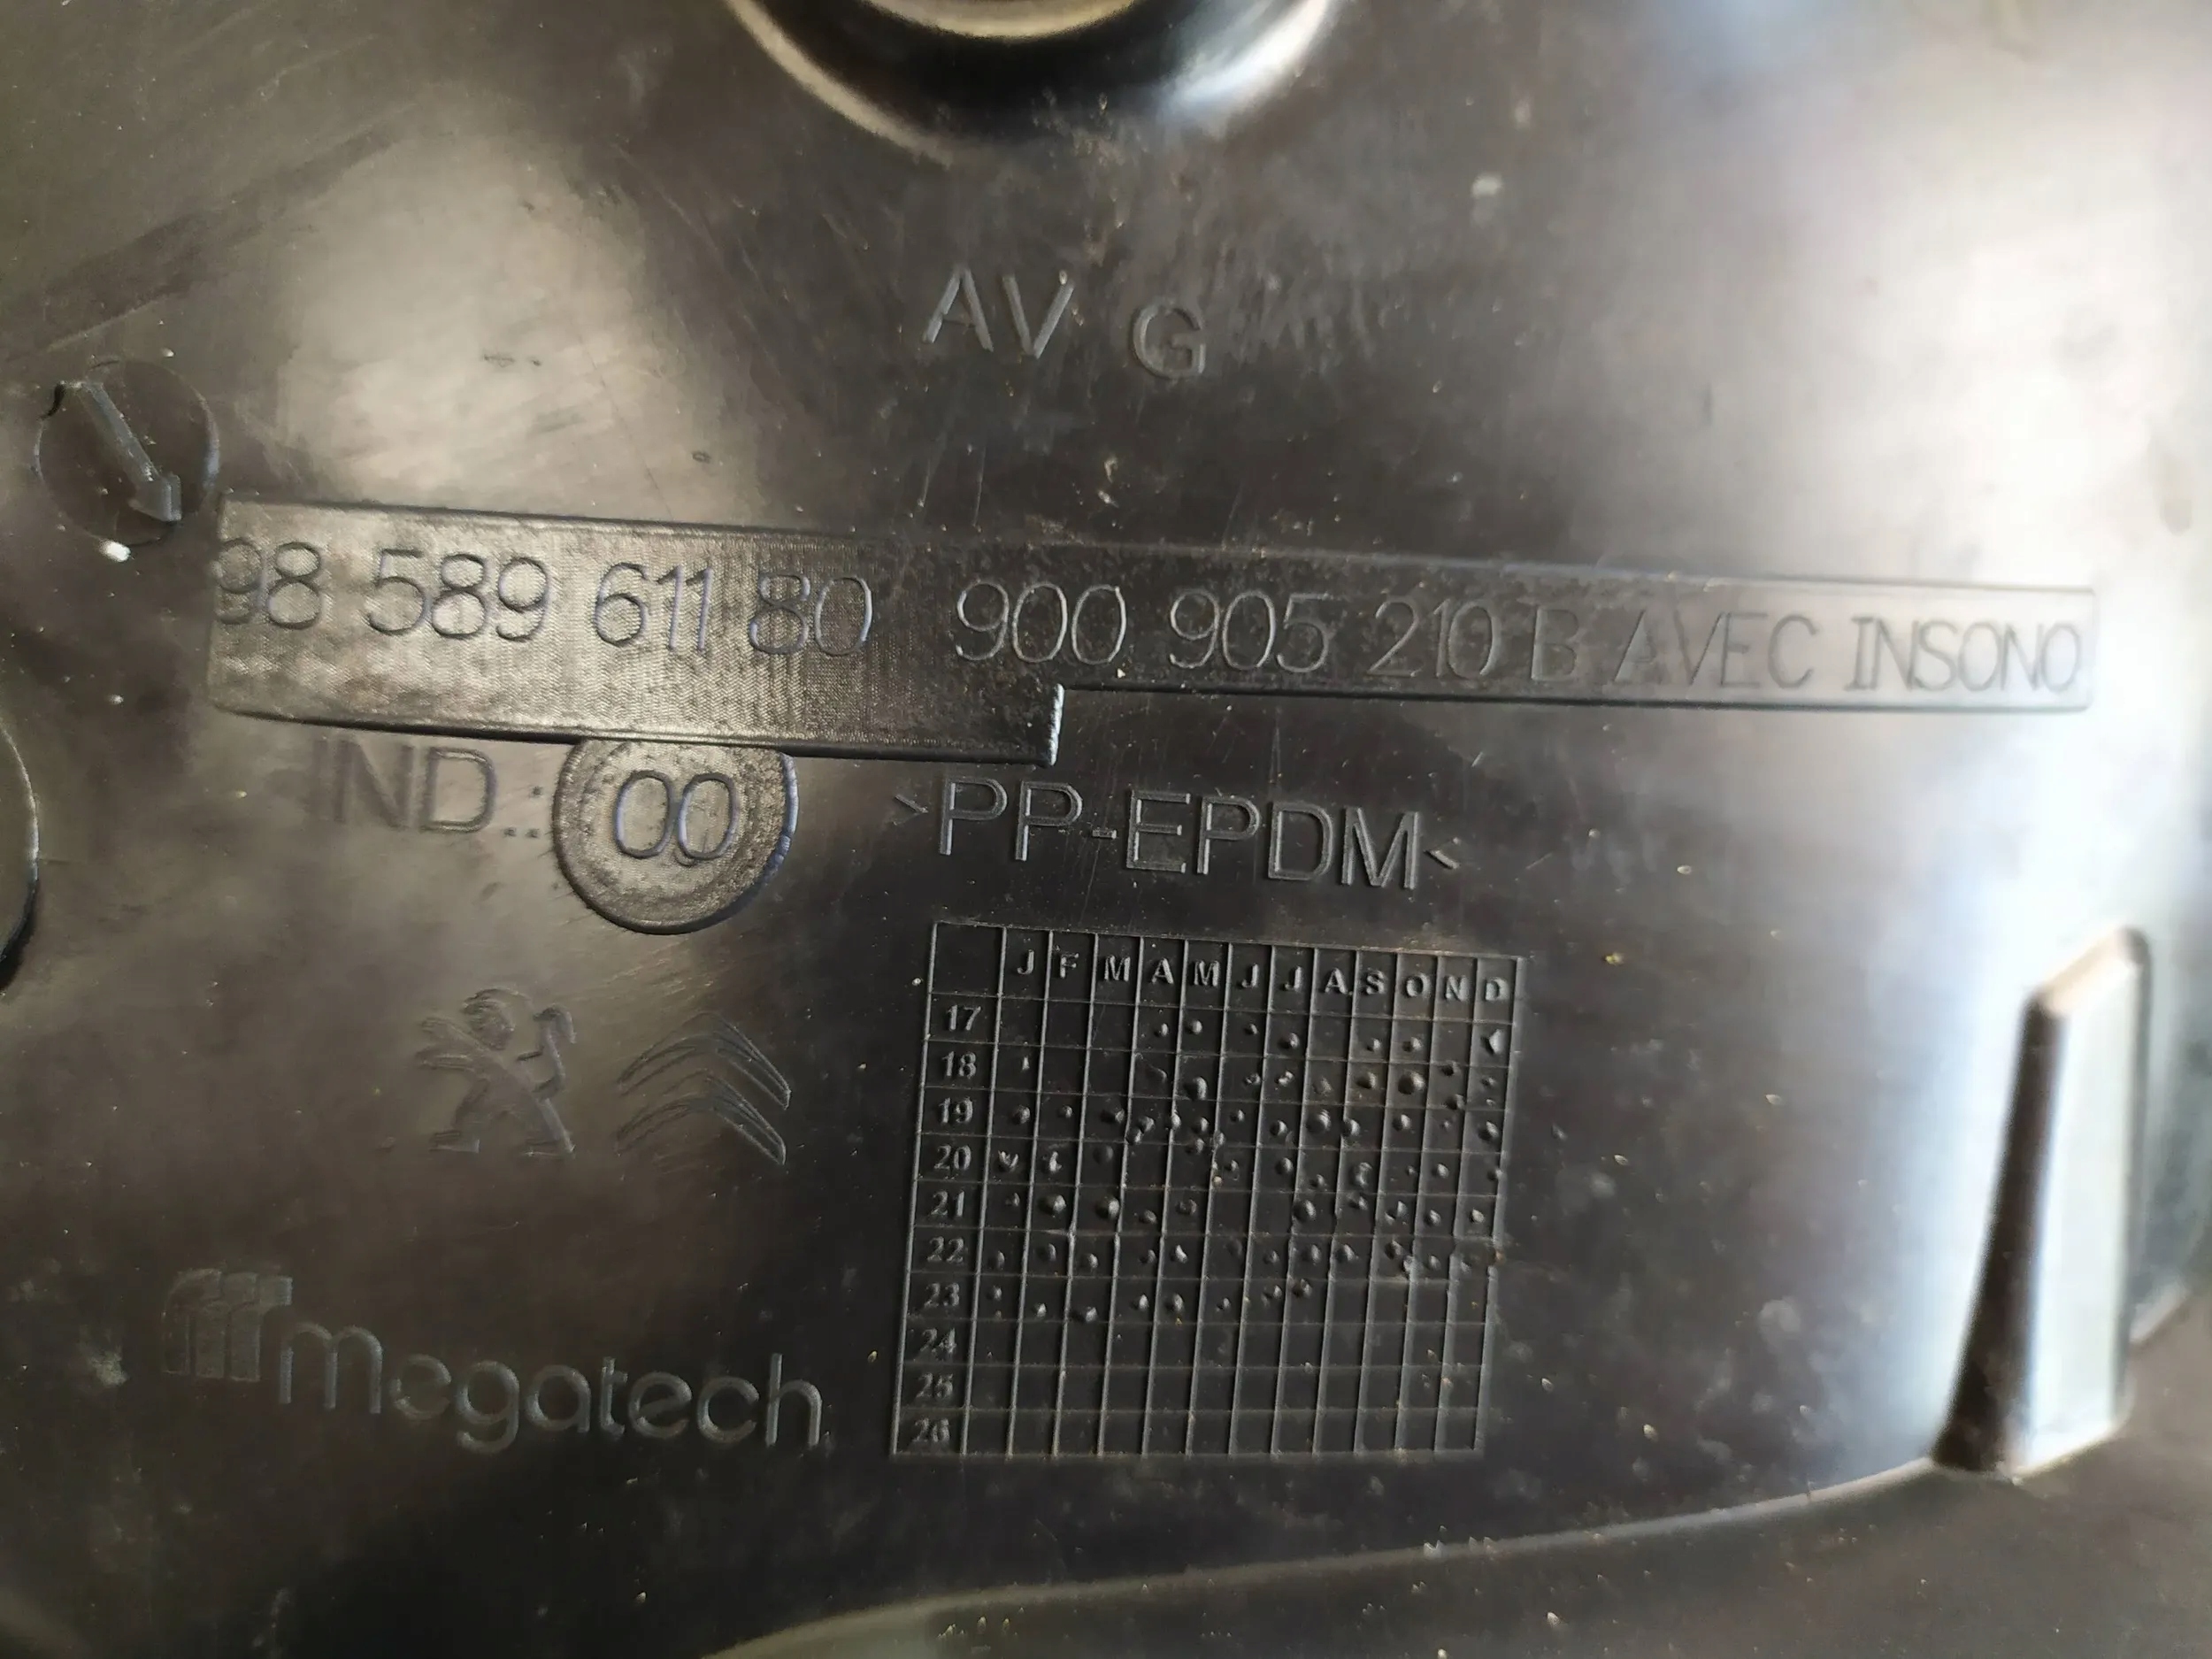 AV G
98 589 611 80 900 905 210 B AVEC INSONO
IND.: 00
>PP-EPDM<
J F M A M J J A S O N D
17
18
19
20
21
22
23
24
25
26
megatech